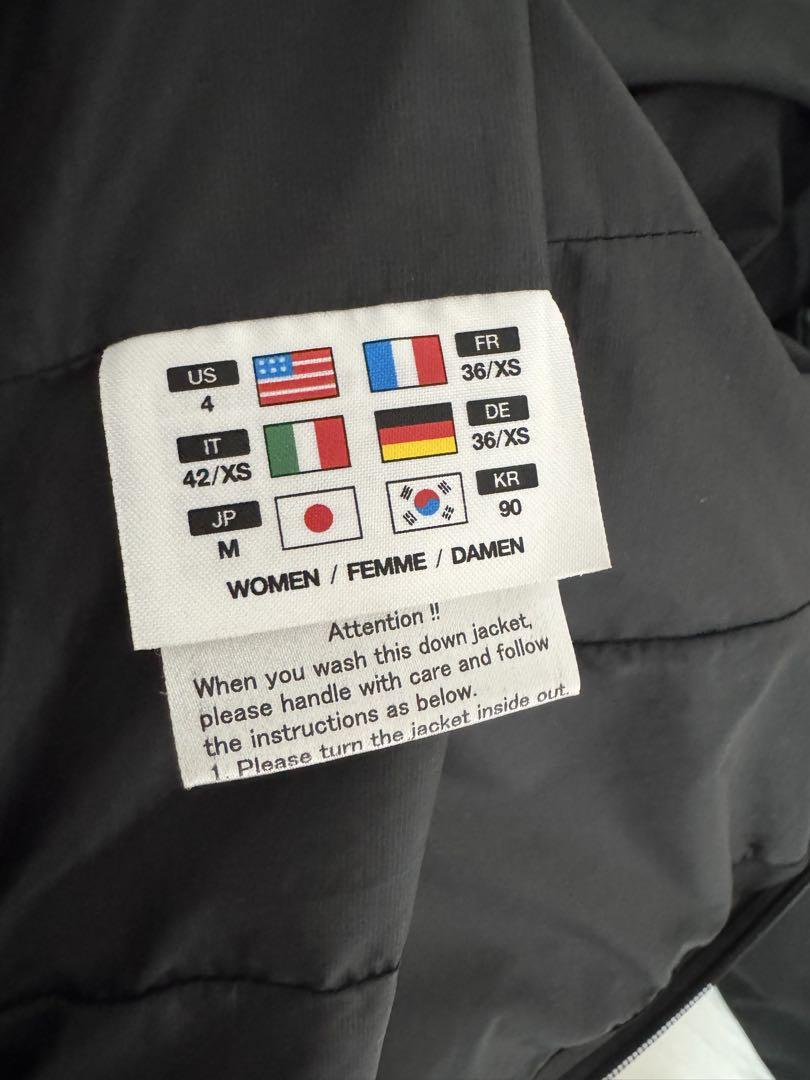 US
4
FR
36/XS
IT
42/XS
DE
36/XS
JP
M
KR
90
WOMEN / FEMME / DAMEN
Attention !!
When you wash this down jacket,
please handle with care and follow
the instructions as below.
1. Please turn the jacket inside out.